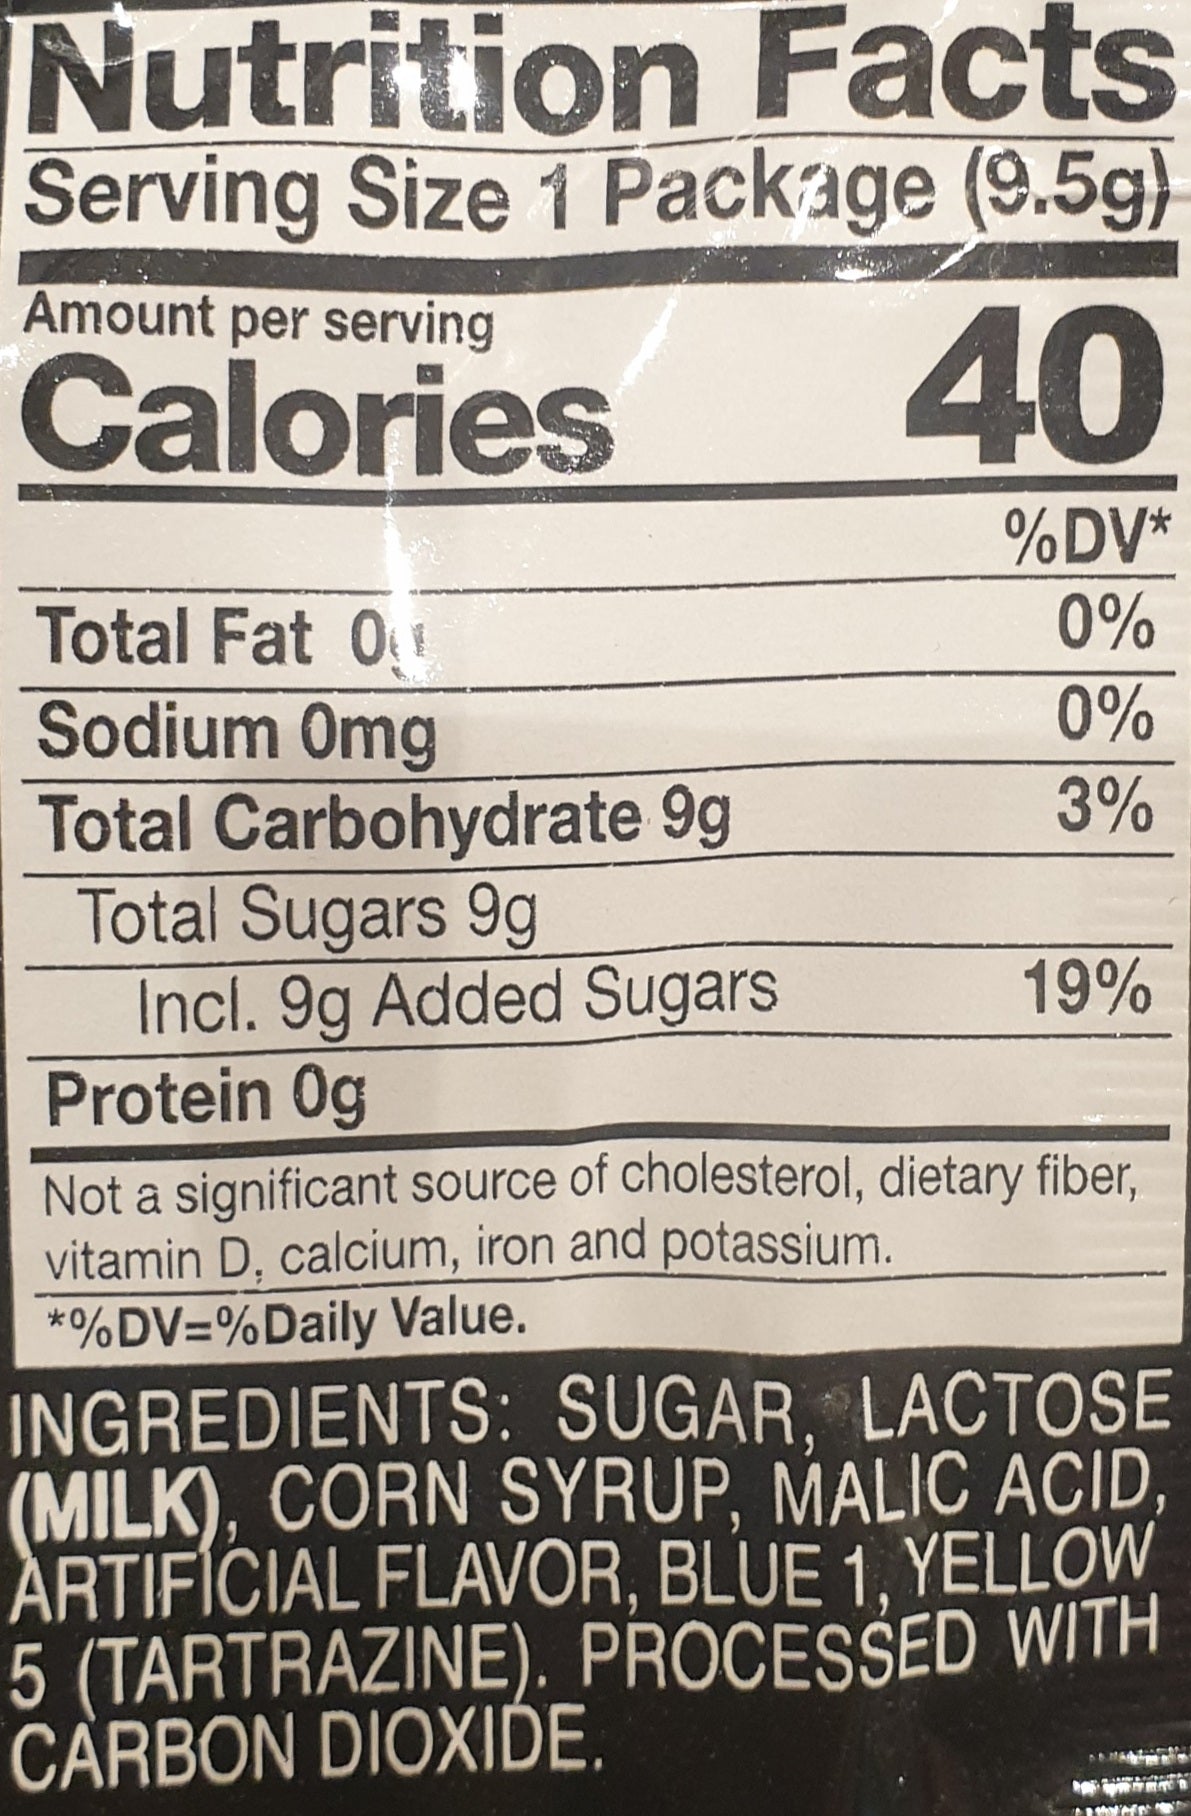 Nutrition Facts
Serving Size 1 Package (9.5g)
Amount per serving
Calories 40
%DV*
Total Fat 0g 0%
Sodium 0mg 0%
Total Carbohydrate 9g 3%
Total Sugars 9g
Incl. 9g Added Sugars 19%
Protein 0g
Not a significant source of cholesterol, dietary fiber,
vitamin D, calcium, iron and potassium.
*%DV=%Daily Value.
INGREDIENTS: SUGAR, LACTOSE
(MILK), CORN SYRUP, MALIC ACID,
ARTIFICIAL FLAVOR, BLUE 1, YELLOW
5 (TARTRAZINE). PROCESSED WITH
CARBON DIOXIDE.